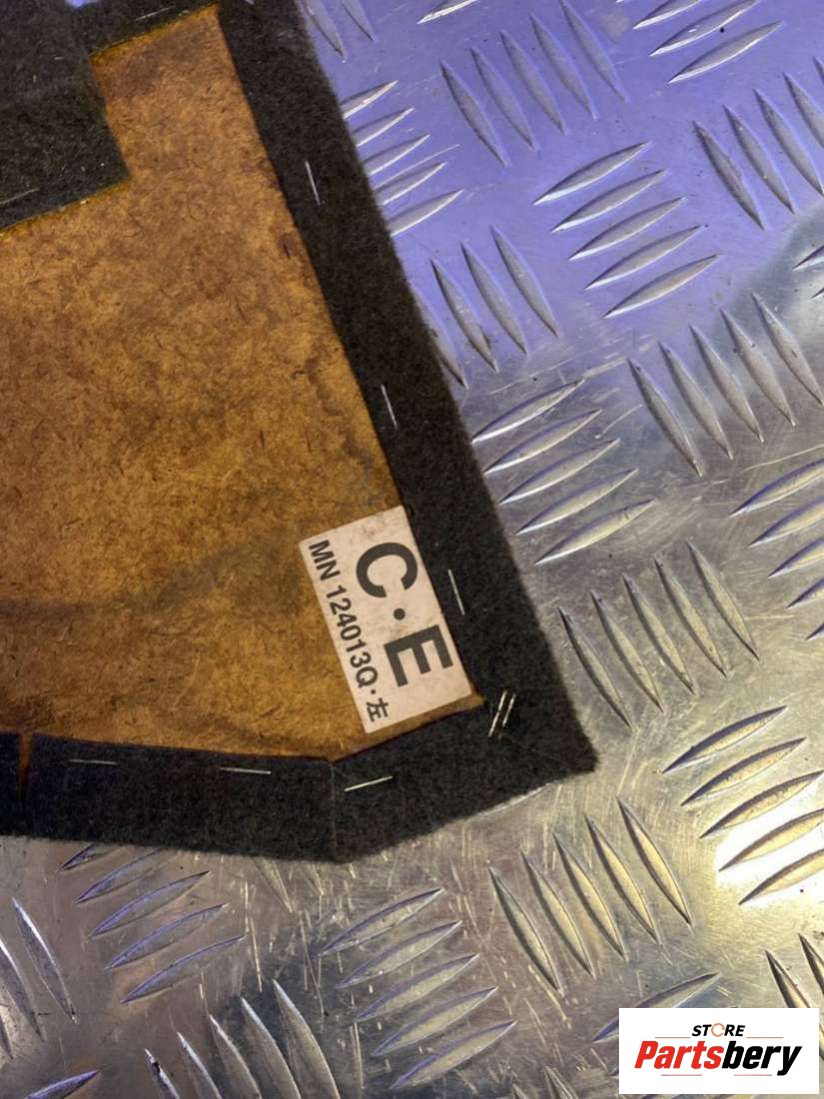 C·E
MN 124013Q·左
STORE
Partsbery